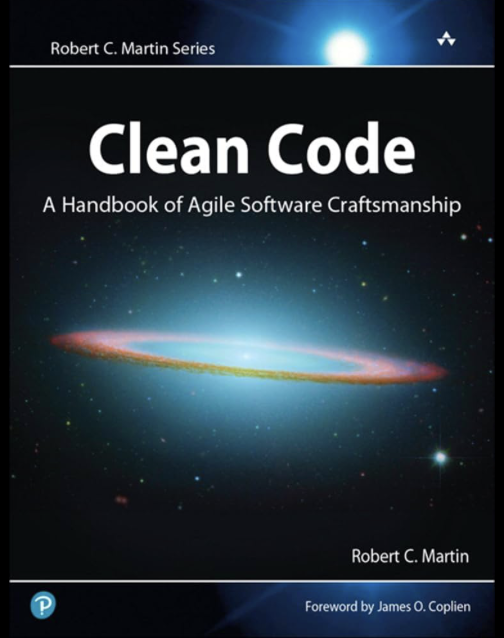 Robert C. Martin Series
Clean Code
A Handbook of Agile Software Craftsmanship
Robert C. Martin
P
Foreword by James O. Coplien